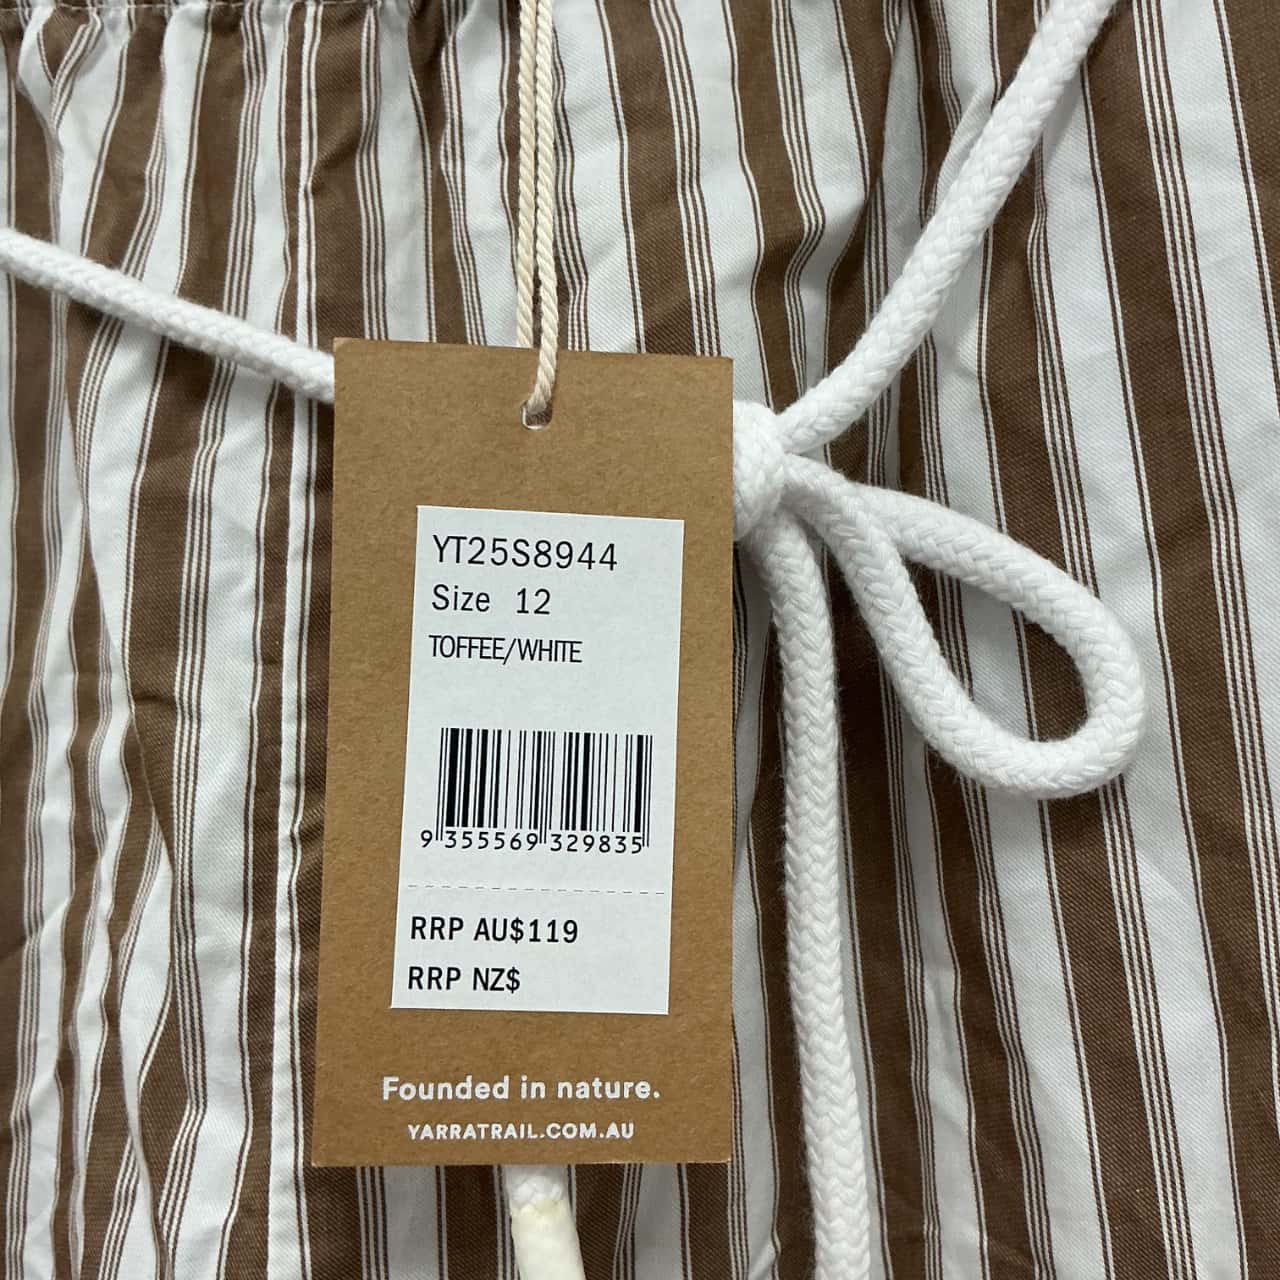 YT25S8944
Size 12
TOFFEE/WHITE
9 355569 329835
RRP AU$119
RRP NZ$
Founded in nature.
YARRATRAIL.COM.AU